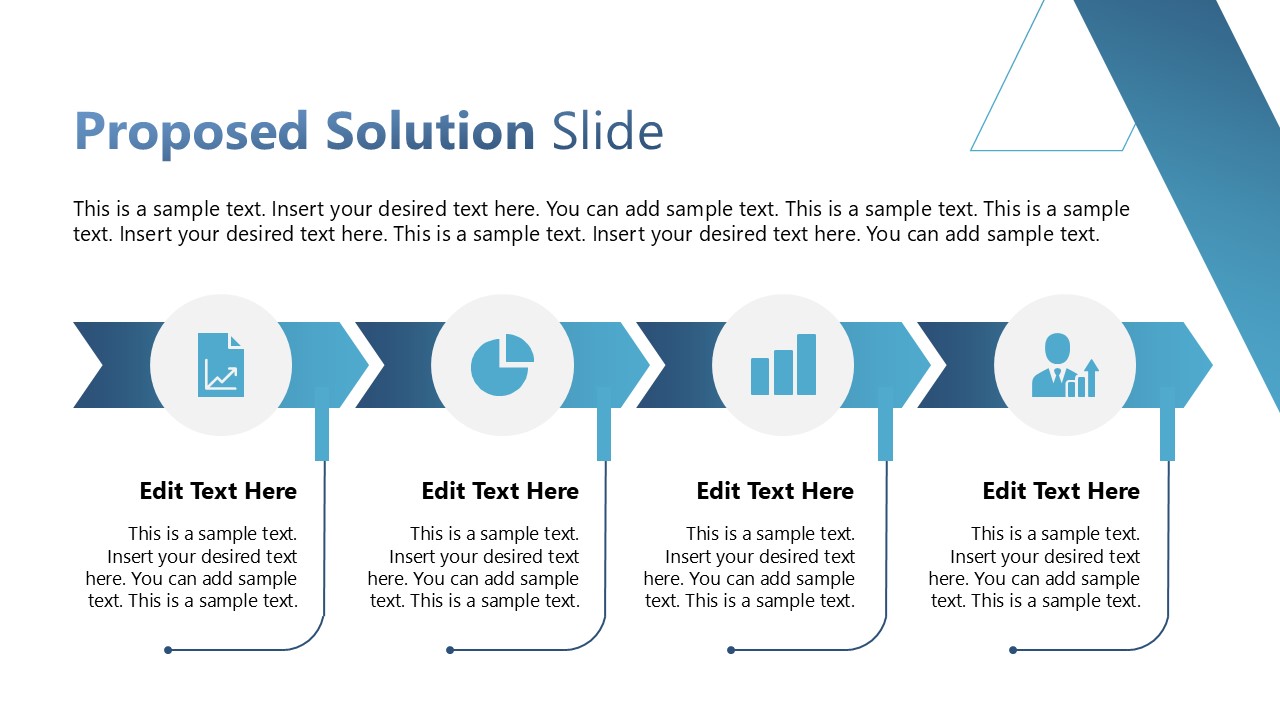 Proposed Solution Slide
This is a sample text. Insert your desired text here. You can add sample text. This is a sample text. This is a sample
text. Insert your desired text here. This is a sample text. Insert your desired text here. You can add sample text.
Edit Text Here
This is a sample text.
Insert your desired text
here. You can add sample
text. This is a sample text.
Edit Text Here
This is a sample text.
Insert your desired text
here. You can add sample
text. This is a sample text.
Edit Text Here
This is a sample text.
Insert your desired text
here. You can add sample
text. This is a sample text.
Edit Text Here
This is a sample text.
Insert your desired text
here. You can add sample
text. This is a sample text.